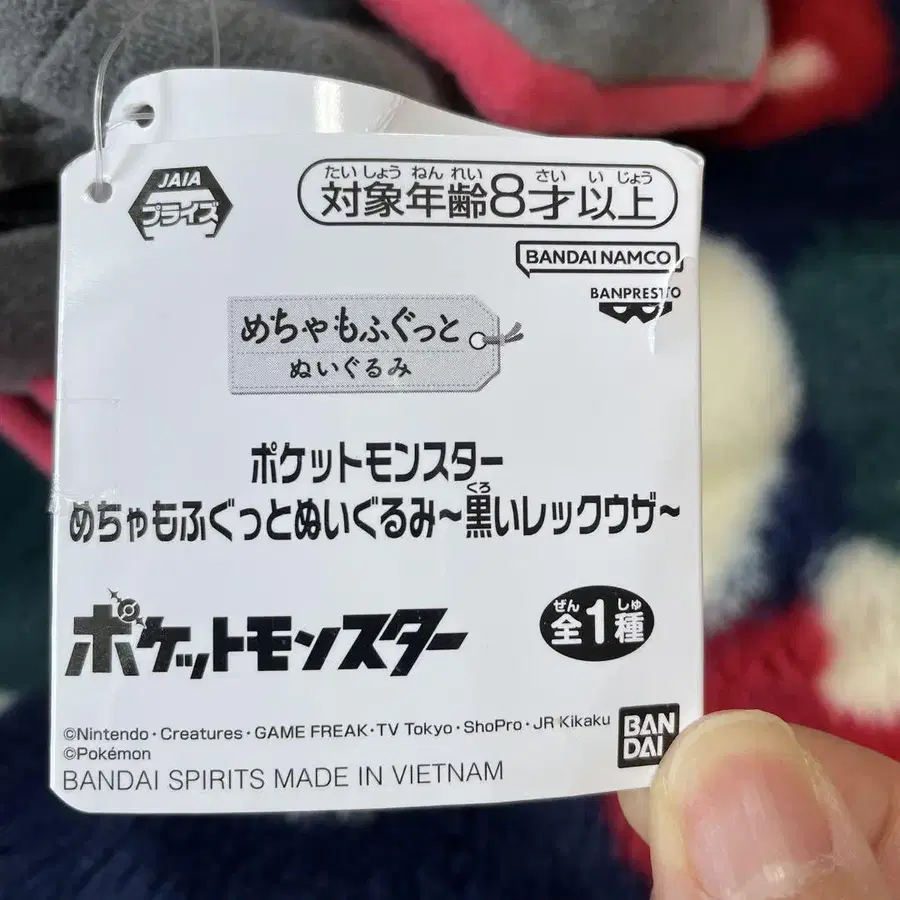 JAIA
プライズ
たいしょうねんれい さいいじょう
対象年齢8才以上
BANDAI NAMCO
BANPRESTO
めちゃもふぐっと
ぬいぐるみ
ポケットモンスター
くろ
めちゃもふぐっとぬいぐるみ～黒いレックウザ～
ポケットモンスター
ぜん しゅ
全1種
©Nintendo・Creatures・GAME FREAK・TV Tokyo・ShoPro・JR Kikaku
©Pokémon
BANDAI SPIRITS MADE IN VIETNAM
BAN
DAI